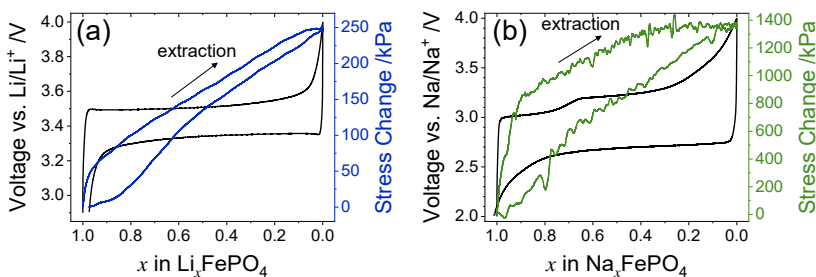 (a)
extraction
Voltage vs. Li/Li⁺ /V
4.0
3.8
3.6
3.4
3.2
3.0
1.0 0.8 0.6 0.4 0.2 0.0
x in LiₓFePO₄
250
200
150
100
50
0
Stress Change /kPa
(b)
extraction
Voltage vs. Na/Na⁺ /V
4.0
3.5
3.0
2.5
2.0
1.0 0.8 0.6 0.4 0.2 0.0
x in NaₓFePO₄
1400
1200
1000
800
600
400
200
0
Stress Change /kPa